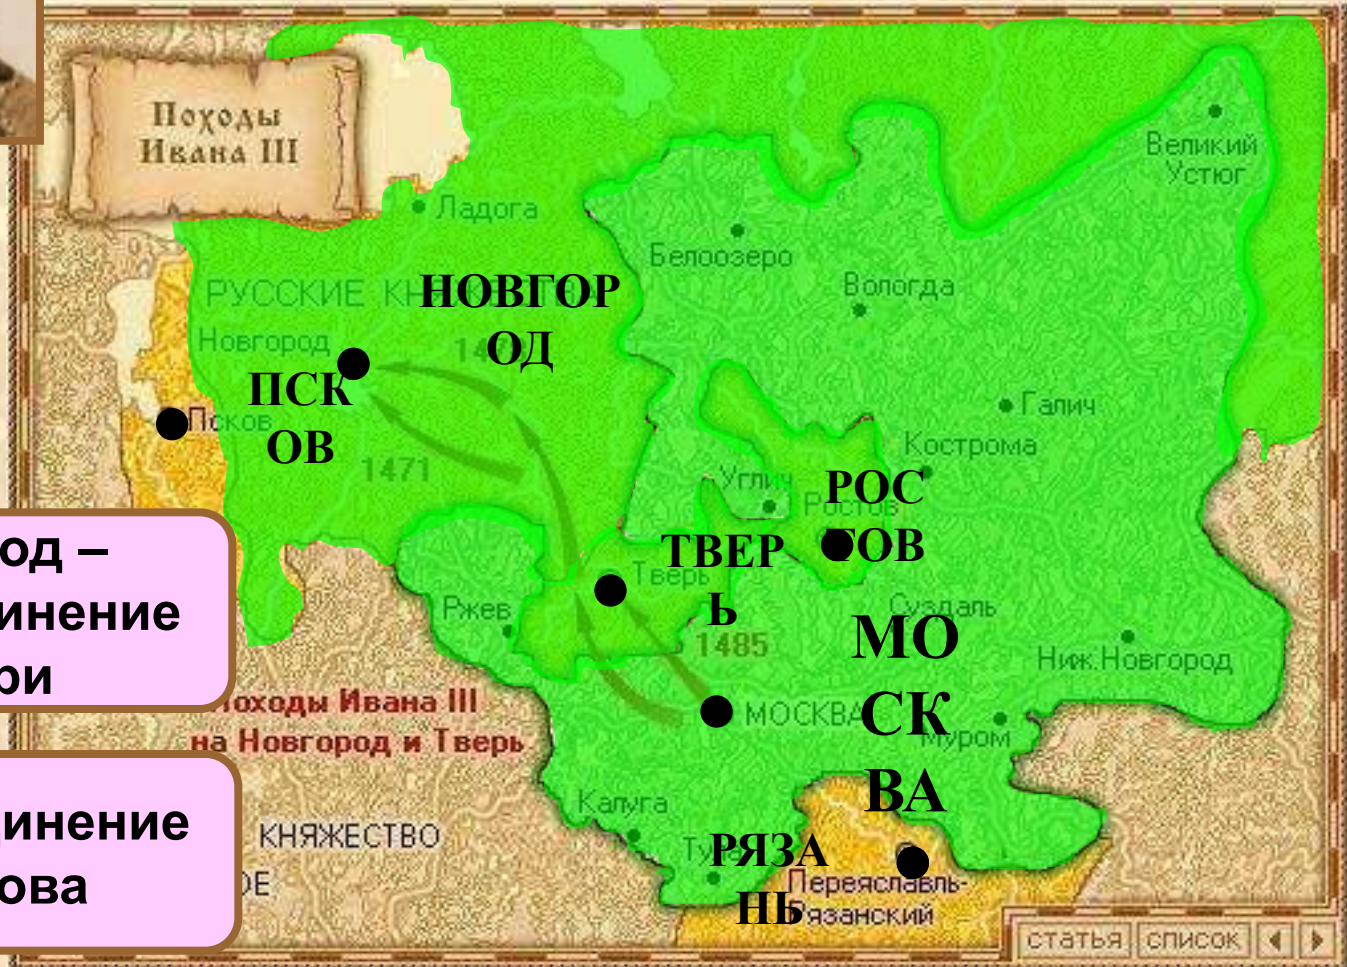 Походы
Ивана III
Великий
Устюг
Ладога
Белоозеро
Вологда
РУССКИЕ
НОВГОР
ОД
Новгород
ПСК
ОВ
Псков
1471
Галич
Кострома
Углич
РОС
ТОВ
Ростов
ТВЕР
Ь
Тверь
Ржев
1485
Суздаль
МО
СК
ВА
Ниж.Новгород
МОСКВА
Муром
од –
инение
ри
Походы Ивана III
на Новгород и Тверь
Калуга
Тула
РЯЗА
НЬ
Переяславль-
Рязанский
КНЯЖЕСТВО
ОЕ
инение
ова
статья
список